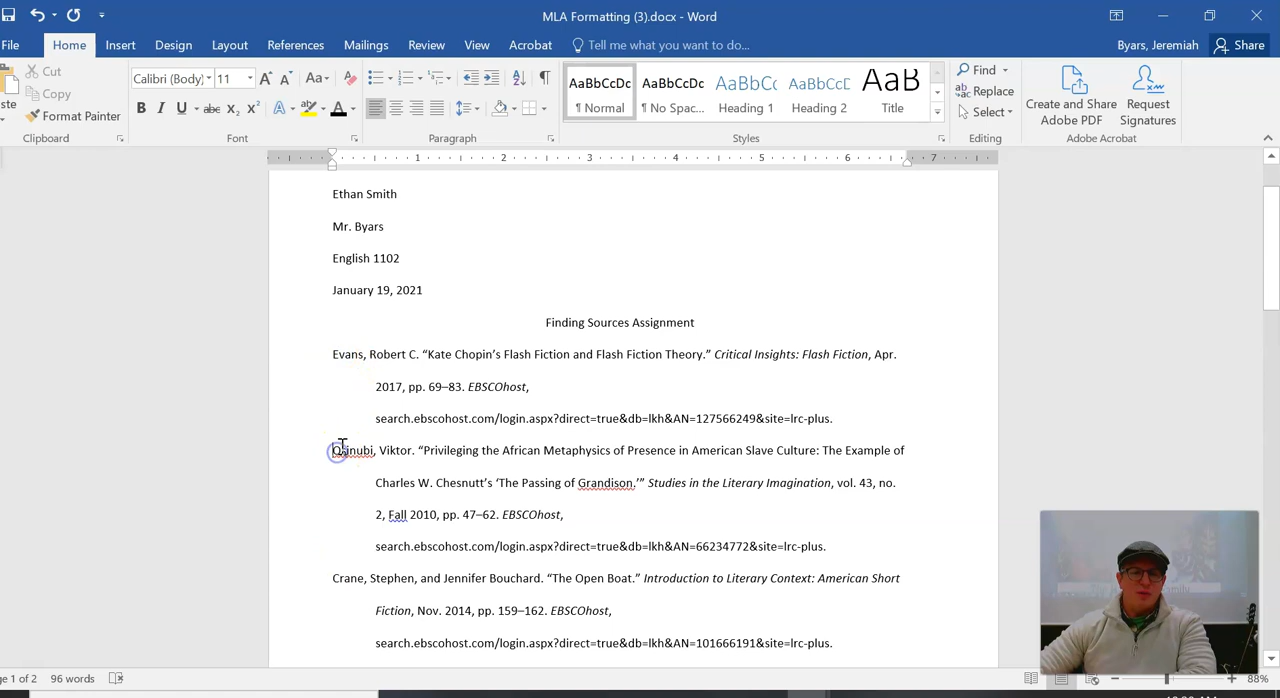 MLA Formatting (3).docx - Word
File Home Insert Design Layout References Mailings Review View Acrobat Tell me what you want to do... Byars, Jeremiah Share
Cut
Copy
Format Painter
Clipboard
Calibri (Body) 11
Font
Paragraph
AaBbCcDc AaBbCcDc AaBbCc AaBbCcE AaB
¶ Normal ¶ No Spac... Heading 1 Heading 2 Title
Styles
Find
Replace
Select
Editing
Create and Share Request
Adobe PDF Signatures
Adobe Acrobat
1 2 3 4 5 6 7
Ethan Smith
Mr. Byars
English 1102
January 19, 2021
Finding Sources Assignment
Evans, Robert C. “Kate Chopin’s Flash Fiction and Flash Fiction Theory.” Critical Insights: Flash Fiction, Apr.
2017, pp. 69–83. EBSCOhost,
search.ebscohost.com/login.aspx?direct=true&db=lkh&AN=127566249&site=lrc-plus.
Viktor. “Privileging the African Metaphysics of Presence in American Slave Culture: The Example of
Charles W. Chesnutt’s ‘The Passing of Grandison.’” Studies in the Literary Imagination, vol. 43, no.
2, Fall 2010, pp. 47–62. EBSCOhost,
search.ebscohost.com/login.aspx?direct=true&db=lkh&AN=66234772&site=lrc-plus.
Crane, Stephen, and Jennifer Bouchard. “The Open Boat.” Introduction to Literary Context: American Short
Fiction, Nov. 2014, pp. 159–162. EBSCOhost,
search.ebscohost.com/login.aspx?direct=true&db=lkh&AN=101666191&site=lrc-plus.
1 of 2 96 words 88%